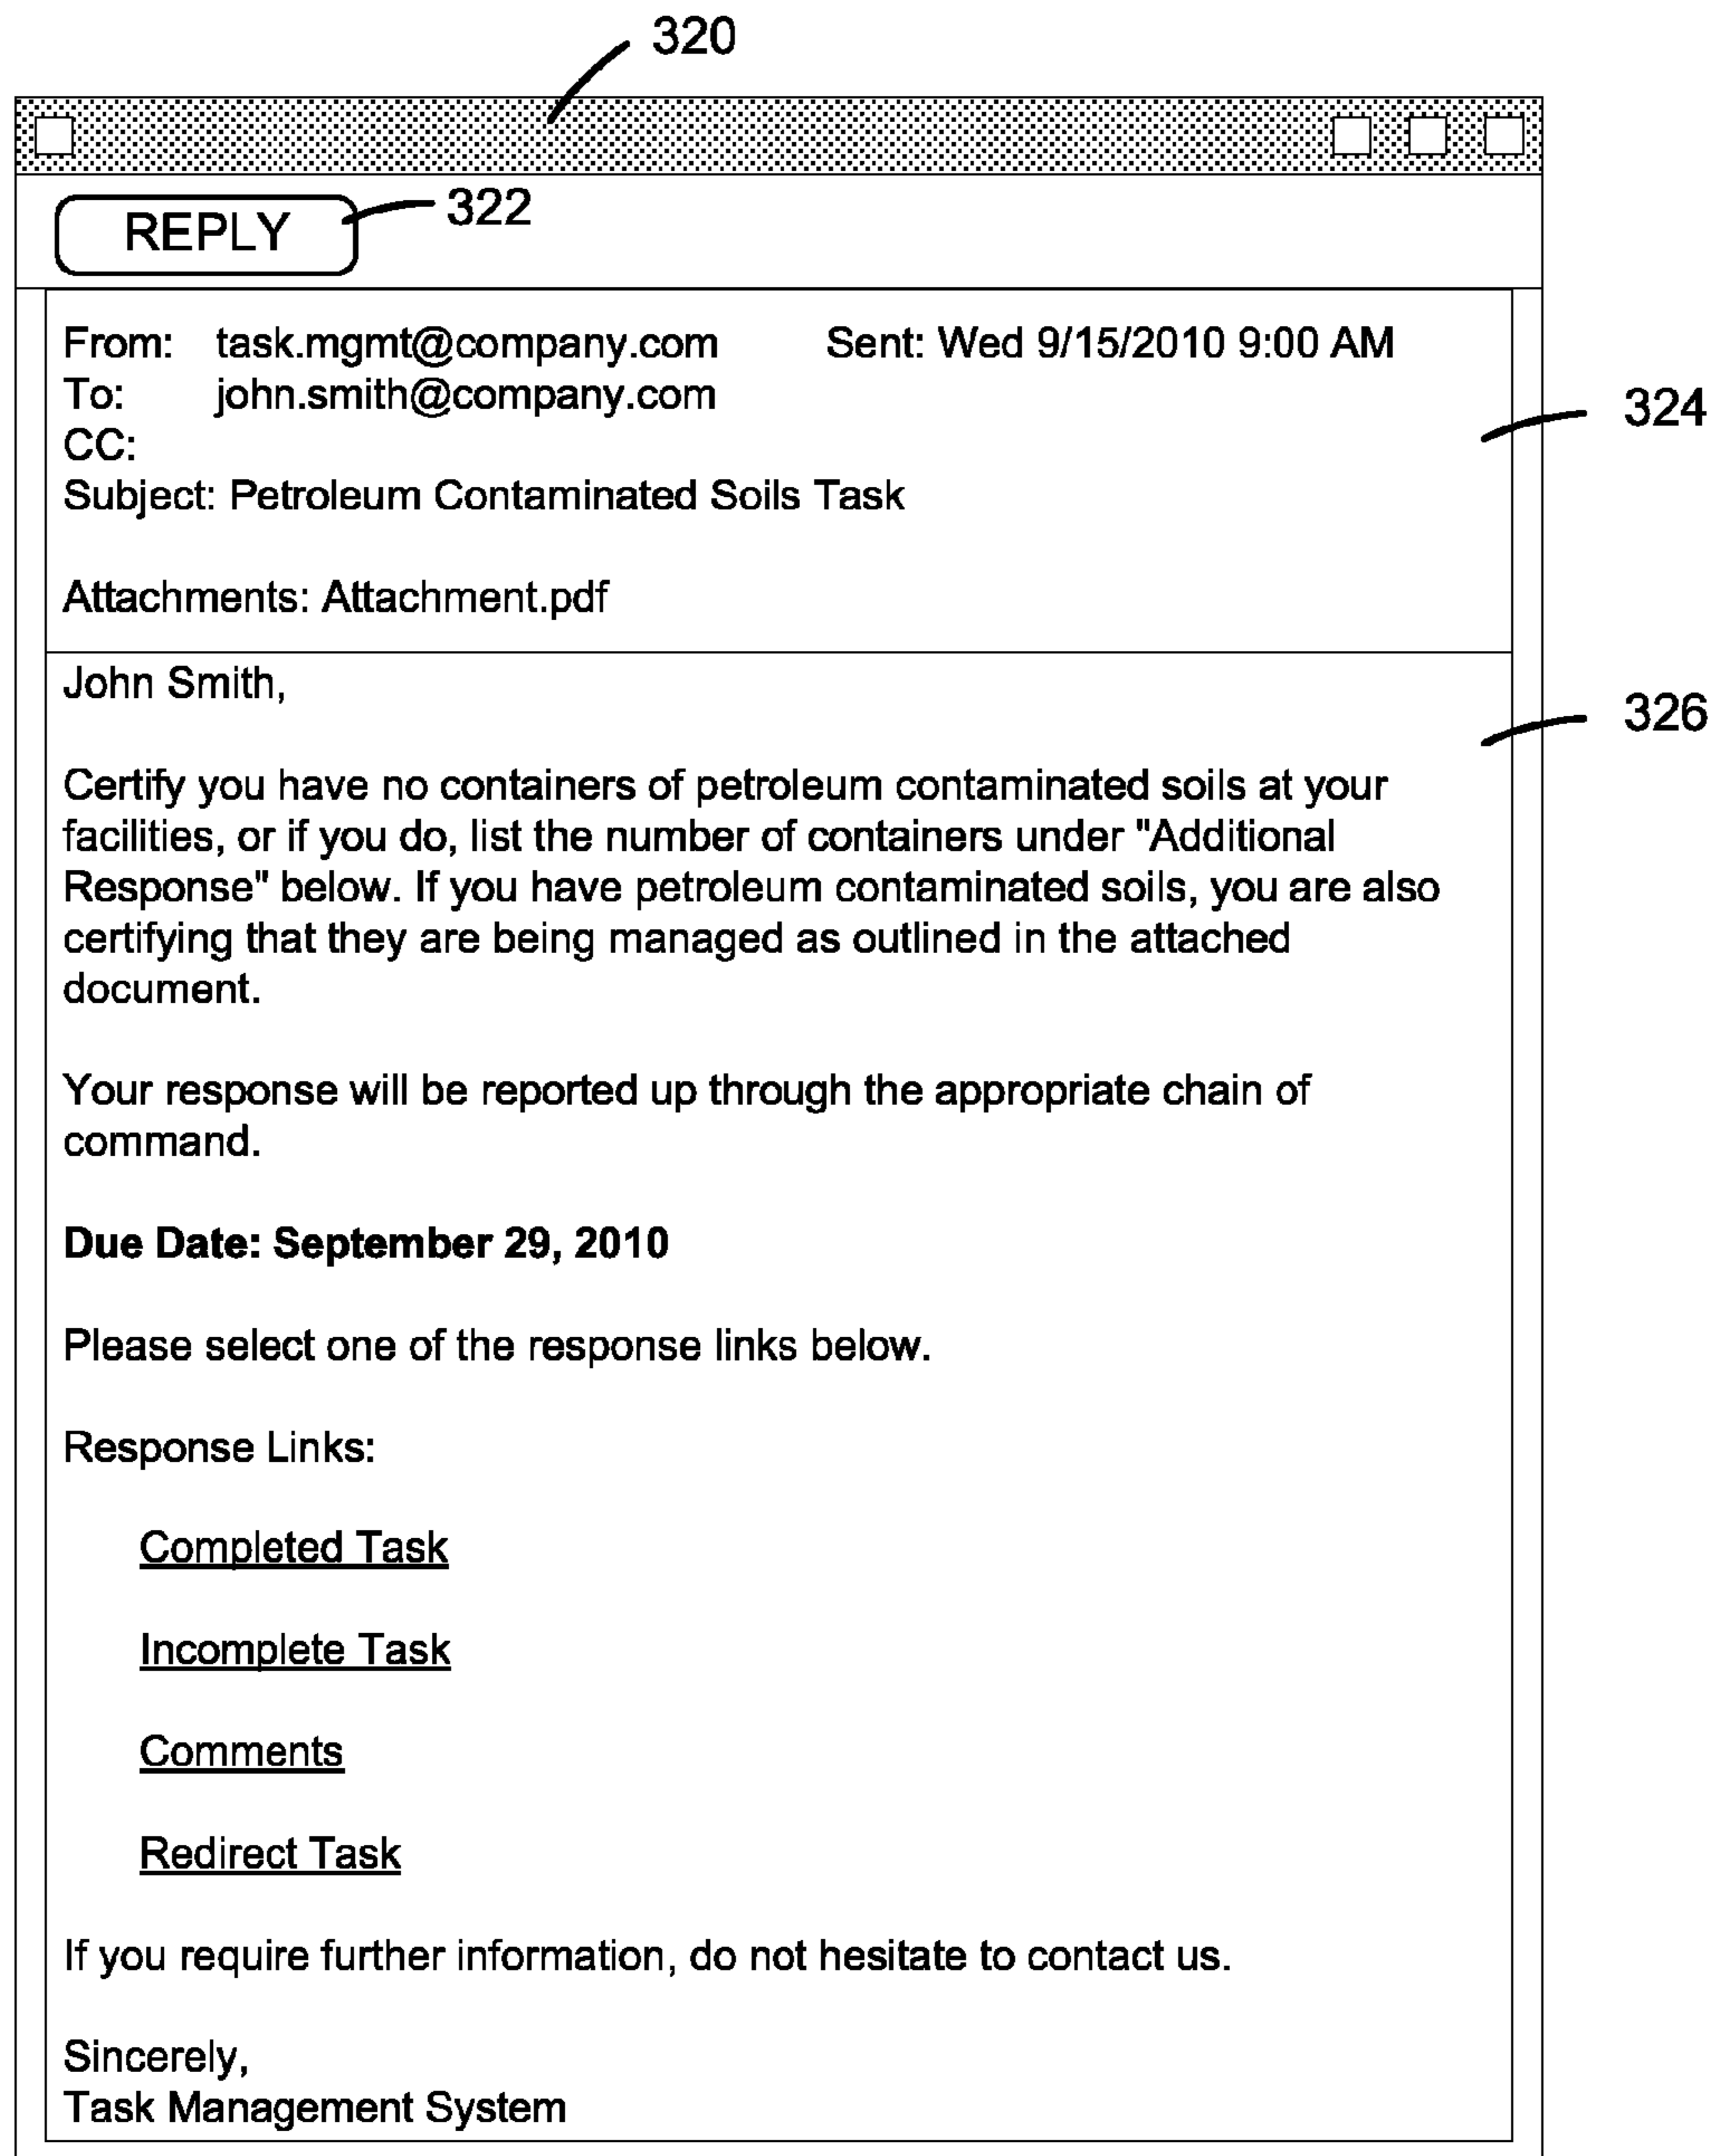 320
REPLY 322
From: task.mgmt@company.com Sent: Wed 9/15/2010 9:00 AM
To: john.smith@company.com
324
CC:
Subject: Petroleum Contaminated Soils Task
Attachments: Attachment.pdf
John Smith,
326
Certify you have no containers of petroleum contaminated soils at your
facilities, or if you do, list the number of containers under "Additional
Response" below. If you have petroleum contaminated soils, you are also
certifying that they are being managed as outlined in the attached
document.
Your response will be reported up through the appropriate chain of
command.
Due Date: September 29, 2010
Please select one of the response links below.
Response Links:
Completed Task
Incomplete Task
Comments
Redirect Task
If you require further information, do not hesitate to contact us.
Sincerely,
Task Management System